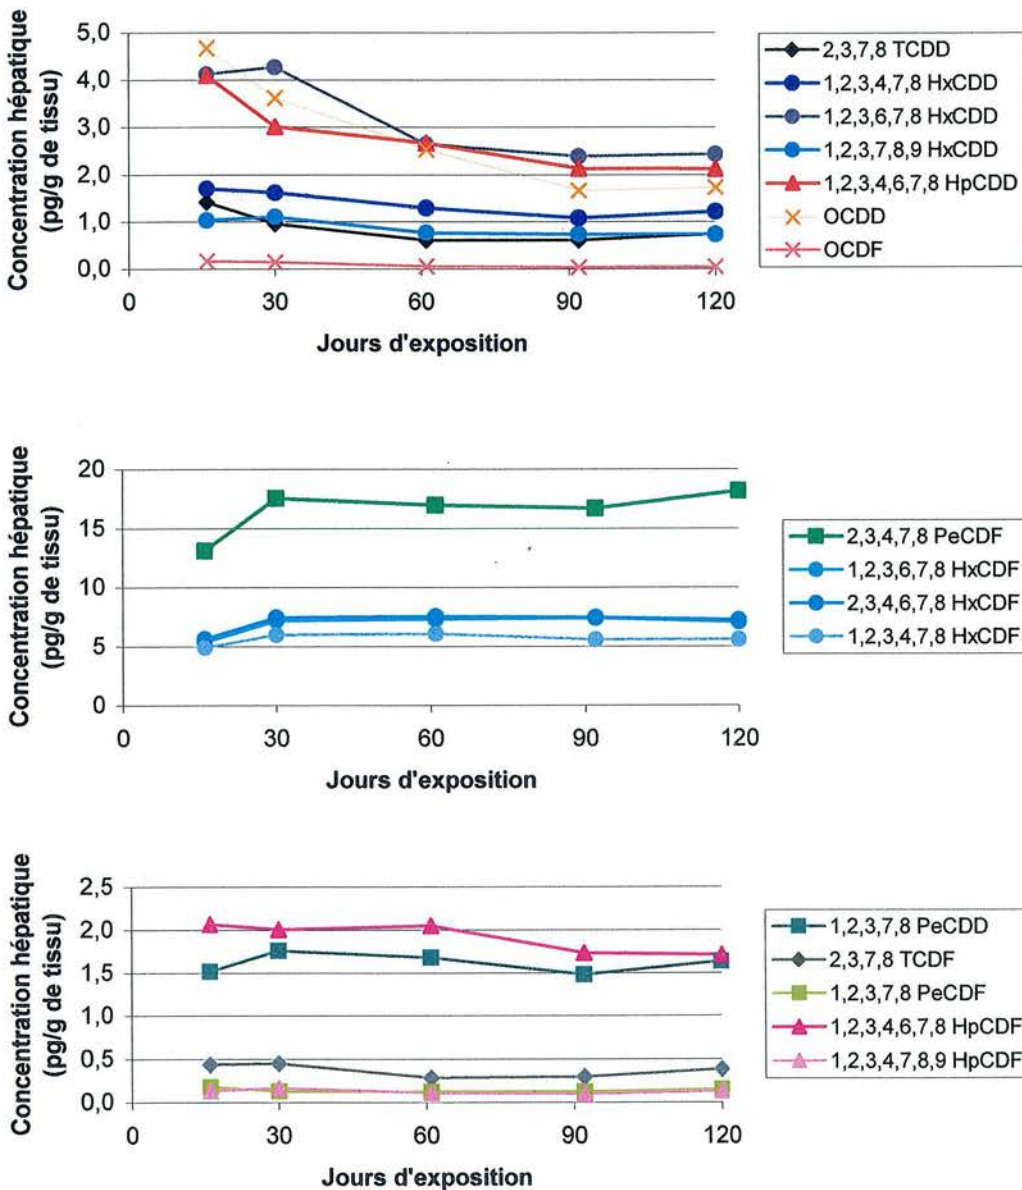 Concentration hépatique
(pg/g de tissu)
5,0
4,0
3,0
2,0
1,0
0,0
0
30
60
90
120
Jours d'exposition
2,3,7,8 TCDD
1,2,3,4,7,8 HxCDD
1,2,3,6,7,8 HxCDD
1,2,3,7,8,9 HxCDD
1,2,3,4,6,7,8 HpCDD
OCDD
OCDF
Concentration hépatique
(pg/g de tissu)
20
15
10
5
0
0
30
60
90
120
Jours d'exposition
2,3,4,7,8 PeCDF
1,2,3,6,7,8 HxCDF
2,3,4,6,7,8 HxCDF
1,2,3,4,7,8 HxCDF
Concentration hépatique
(pg/g de tissu)
2,5
2,0
1,5
1,0
0,5
0,0
0
30
60
90
120
Jours d'exposition
1,2,3,7,8 PeCDD
2,3,7,8 TCDF
1,2,3,7,8 PeCDF
1,2,3,4,6,7,8 HpCDF
1,2,3,4,7,8,9 HpCDF